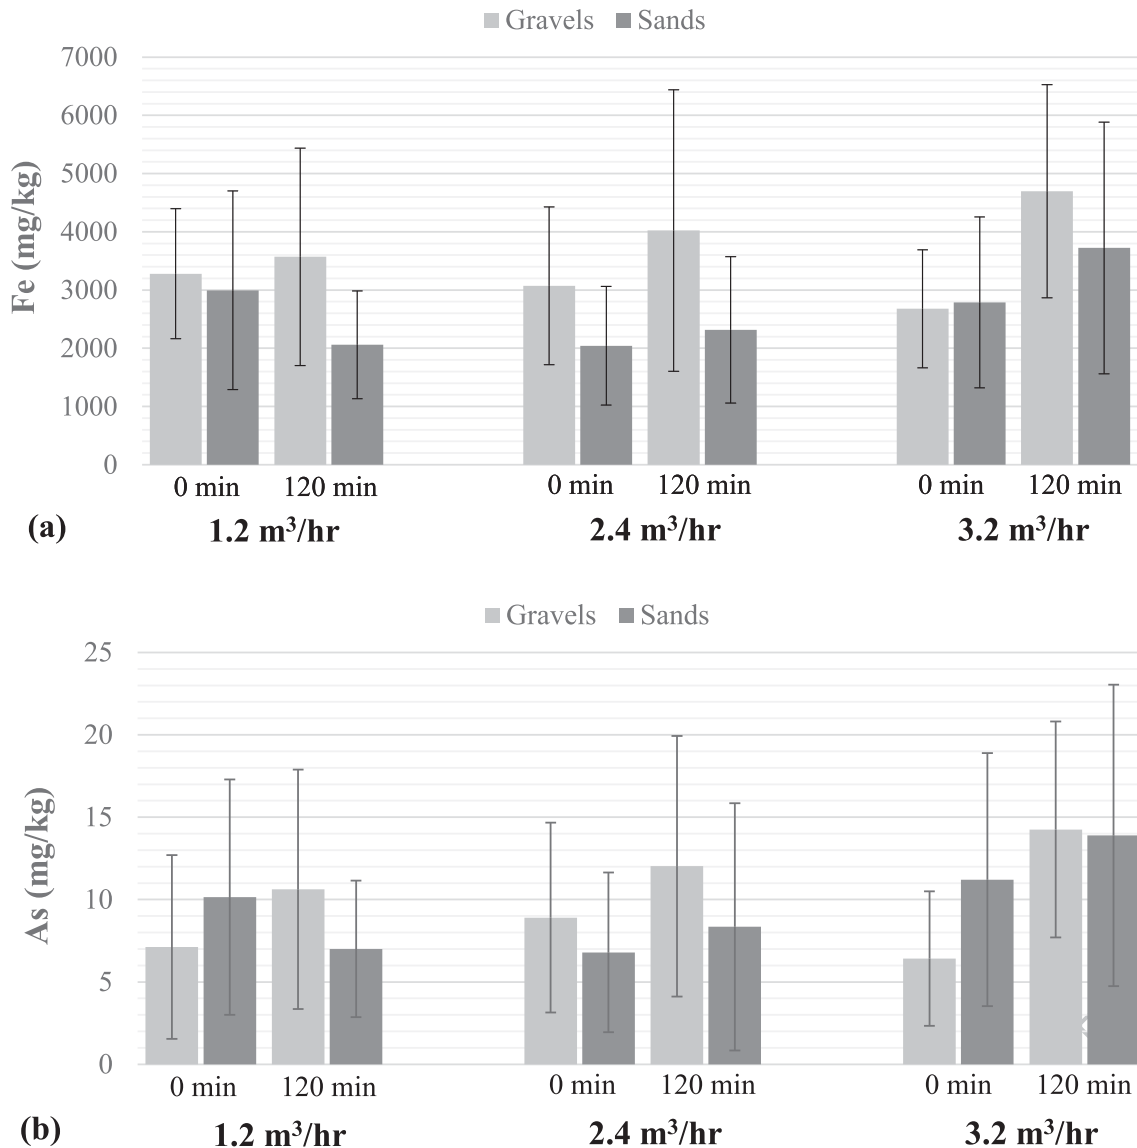 Gravels Sands
7000
6000
5000
4000
3000
2000
1000
0
Fe (mg/kg)
0 min 120 min 0 min 120 min 0 min 120 min
(a) 1.2 m³/hr 2.4 m³/hr 3.2 m³/hr
Gravels Sands
25
20
15
10
5
0
As (mg/kg)
0 min 120 min 0 min 120 min 0 min 120 min
(b) 1.2 m³/hr 2.4 m³/hr 3.2 m³/hr